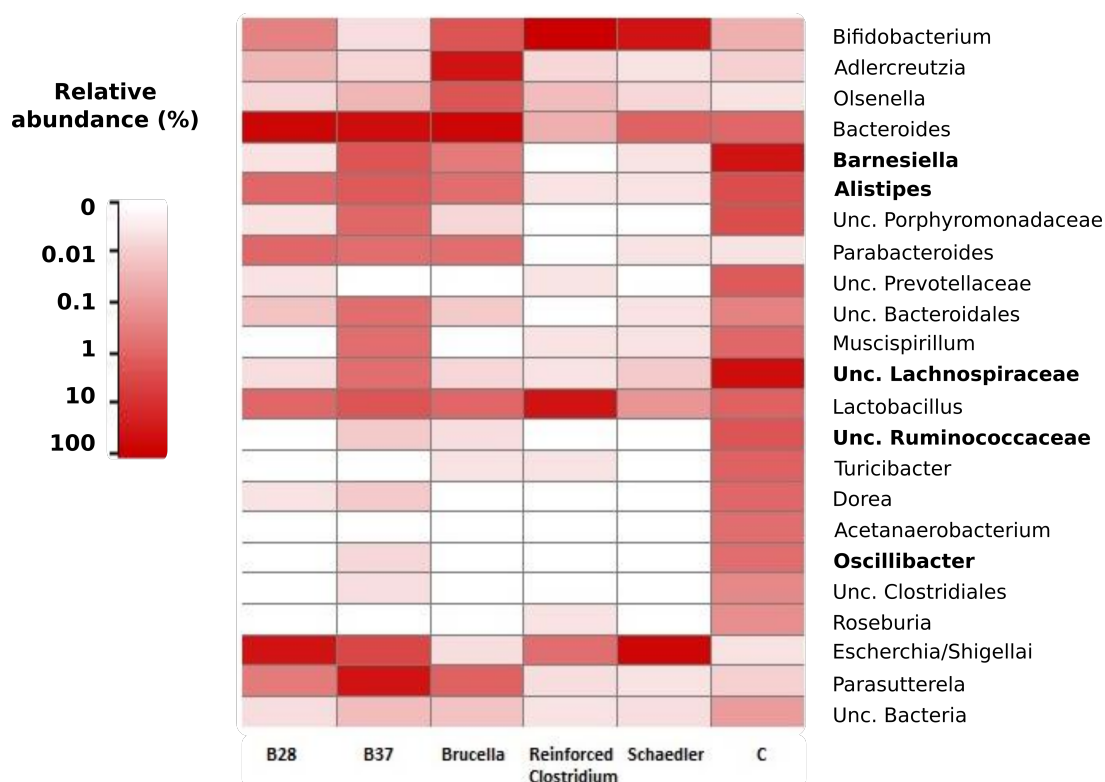 Relative
abundance (%)
0
0.01
0.1
1
10
100
Bifidobacterium
Adlercreutzia
Olsenella
Bacteroides
Barnesiella
Alistipes
Unc. Porphyromonadaceae
Parabacteroides
Unc. Prevotellaceae
Unc. Bacteroidales
Muscispirillum
Unc. Lachnospiraceae
Lactobacillus
Unc. Ruminococcaceae
Turicibacter
Dorea
Acetanaerobacterium
Oscillibacter
Unc. Clostridiales
Roseburia
Escherchia/Shigellai
Parasutterela
Unc. Bacteria
B28 B37 Brucella Reinforced Schaedler C
Clostridium